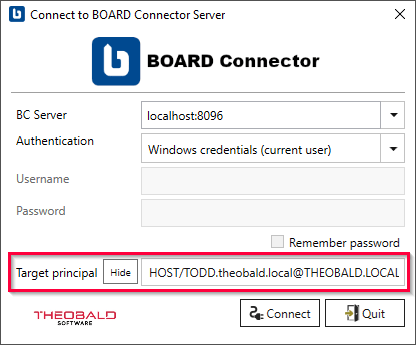 Connect to BOARD Connector Server
BOARD Connector
BC Server localhost:8096
Authentication Windows credentials (current user)
Username
Password
Remember password
Target principal Hide HOST/TODD.theobald.local@THEOBALD.LOCAL
THEOBALD
SOFTWARE
Connect Quit